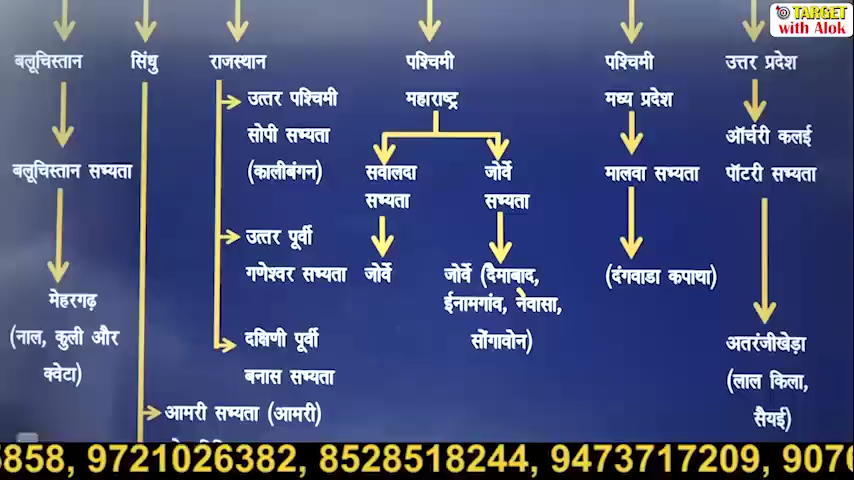 TARGET
with Alok
बलूचिस्तान
सिंधु
राजस्थान
पश्चिमी
महाराष्ट्र
पश्चिमी
मध्य प्रदेश
उत्तर प्रदेश
बलूचिस्तान सभ्यता
मेहरगढ़
(नाल, कुली और
क्वेटा)
उत्तर पश्चिमी
सोपी सभ्यता
(कालीबंगन)
उत्तर पूर्वी
गणेश्वर सभ्यता
दक्षिणी पूर्वी
बनास सभ्यता
आमरी सभ्यता (आमरी)
सवालदा
सभ्यता
जोर्वे
जोर्वे
सभ्यता
जोर्वे (दैमाबाद,
ईनामगांव, नेवासा,
सोंगावोन)
मालवा सभ्यता
(दंगवाडा कपाथा)
ऑर्चरी कलई
पॉटरी सभ्यता
अतरंजीखेड़ा
(लाल किला,
सैयई)
5858, 9721026382, 8528518244, 9473717209, 9076